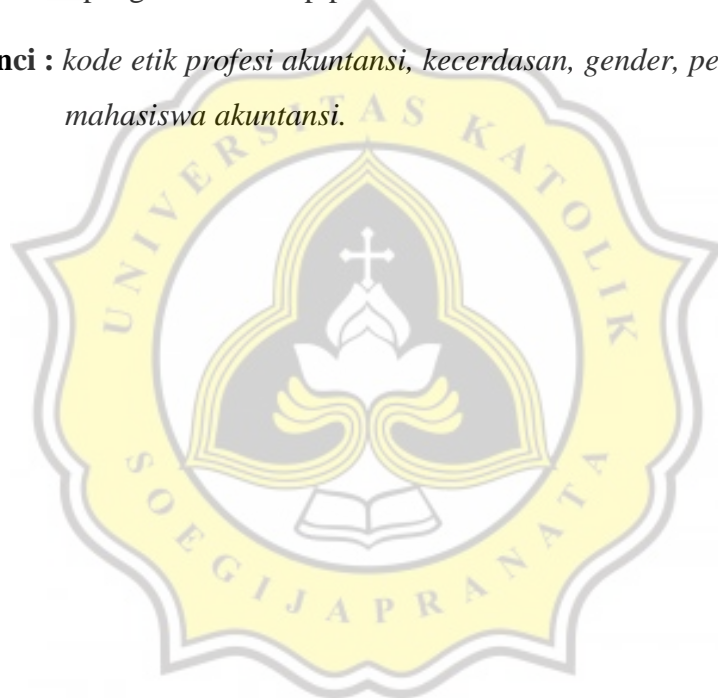 nci : kode etik profesi akuntansi, kecerdasan, gender, pe
mahasiswa akuntansi.
UNIVERSITAS KATOLIK
SOEGIJAPRANATA